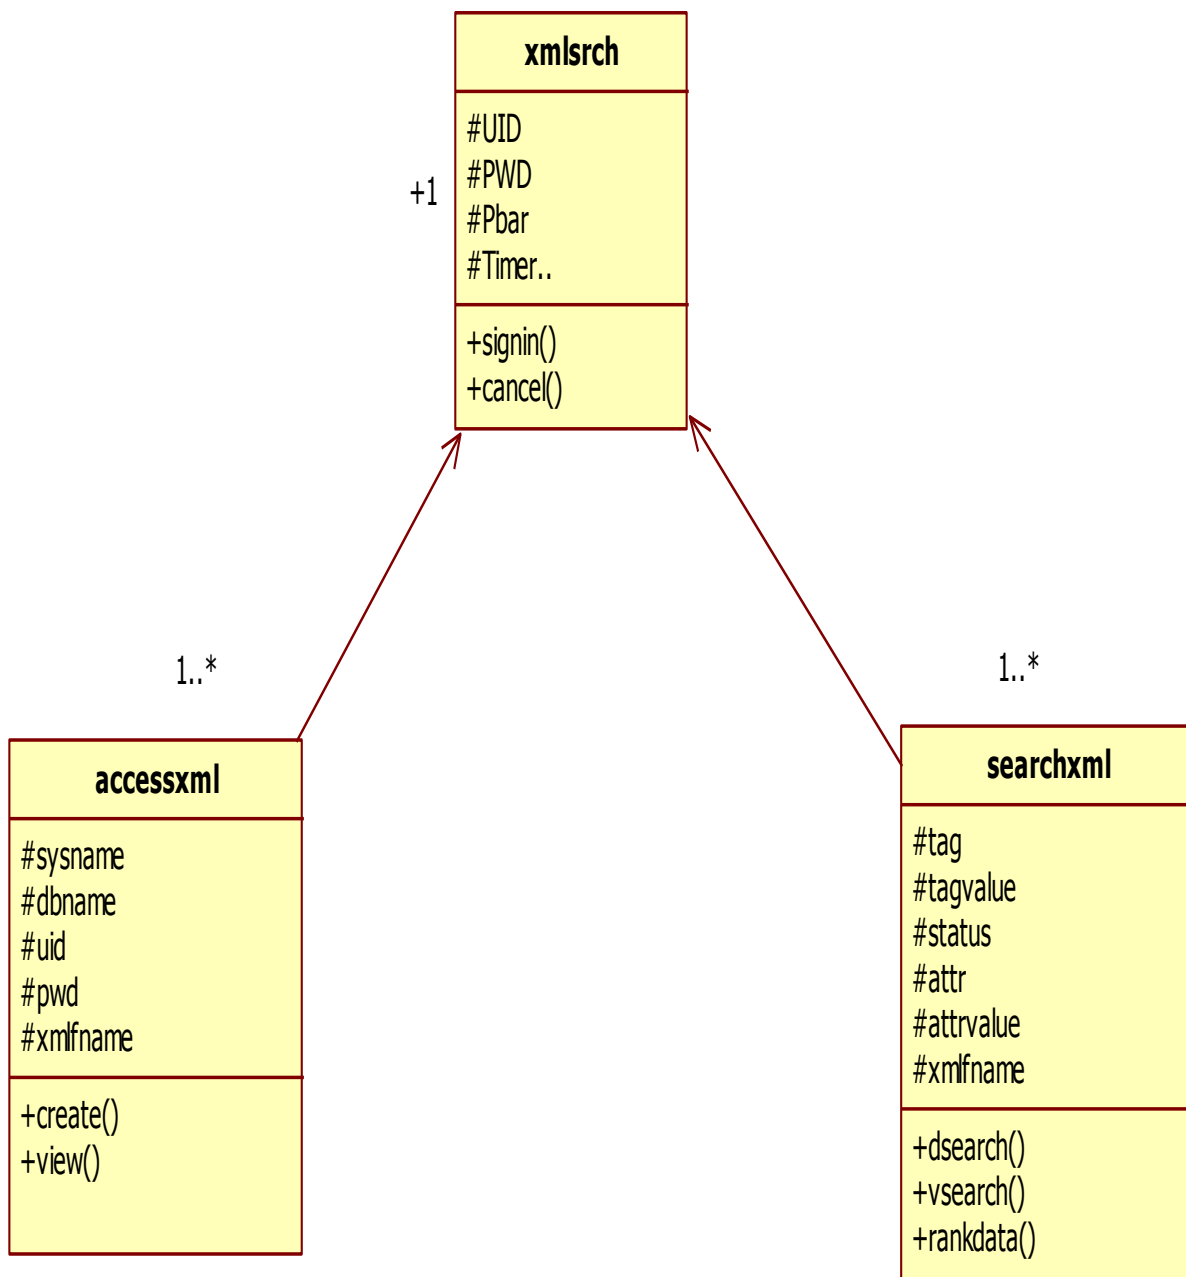 xmlsrch
#UID
#PWD
#Pbar
#Timer..
+1
+signin()
+cancel()
1..*
1..*
accessxml
#sysname
#dbname
#uid
#pwd
#xmlfname
+create()
+view()
searchxml
#tag
#tagvalue
#status
#attr
#attrvalue
#xmlfname
+dsearch()
+vsearch()
+rankdata()